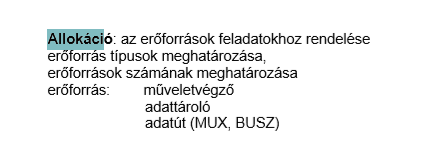 Allokáció: az erőforrások feladatokhoz rendelése
erőforrás típusok meghatározása,
erőforrások számának meghatározása
erőforrás: műveletvégző
adattároló
adatút (MUX, BUSZ)